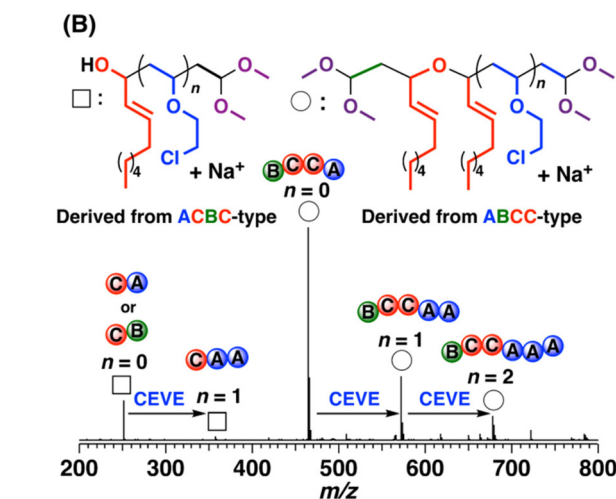 (B)
HO
O
n
O
O
Cl
( )4
+ Na+
□ :
O
O
O
n
O
O
O
Cl
( )4
( )4
+ Na+
○ :
B C C A
n = 0
Derived from ACBC-type
Derived from ABCC-type
C A
or
C B
n = 0
C A A
n = 1
B C C A A
n = 1
B C C A A A
n = 2
CEVE
CEVE
CEVE
200 300 400 500 600 700 800
m/z